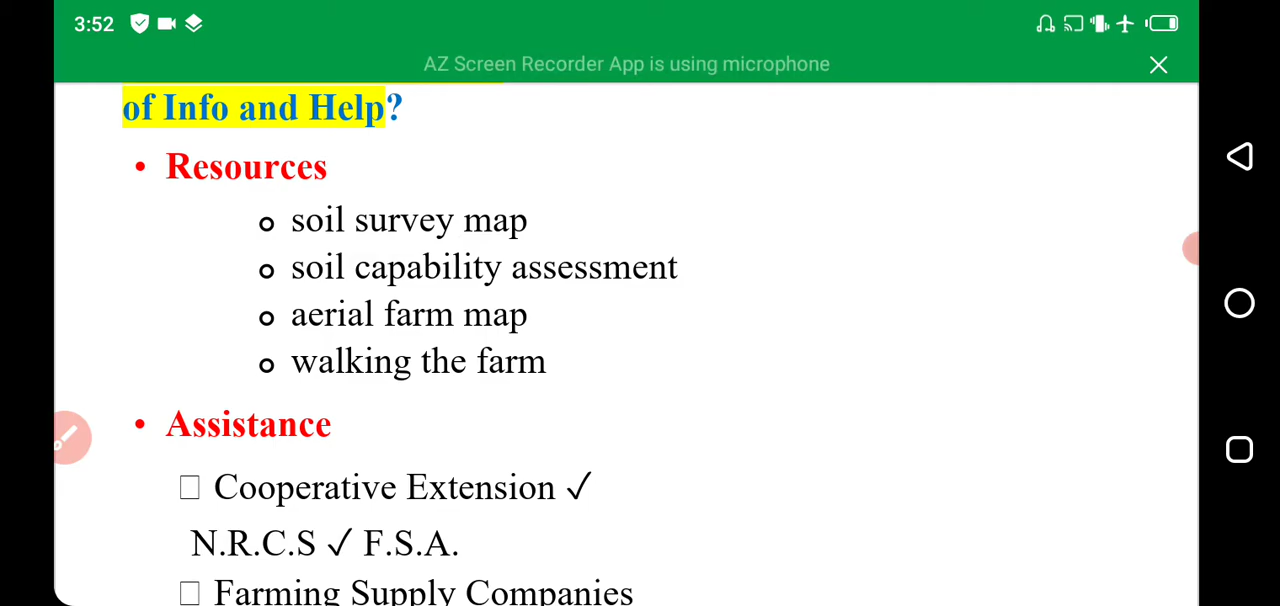 3:52
AZ Screen Recorder App is using microphone
of Info and Help?
• Resources
o soil survey map
o soil capability assessment
o aerial farm map
o walking the farm
• Assistance
□ Cooperative Extension ✓
N.R.C.S ✓ F.S.A.
□ Farming Supply Companies